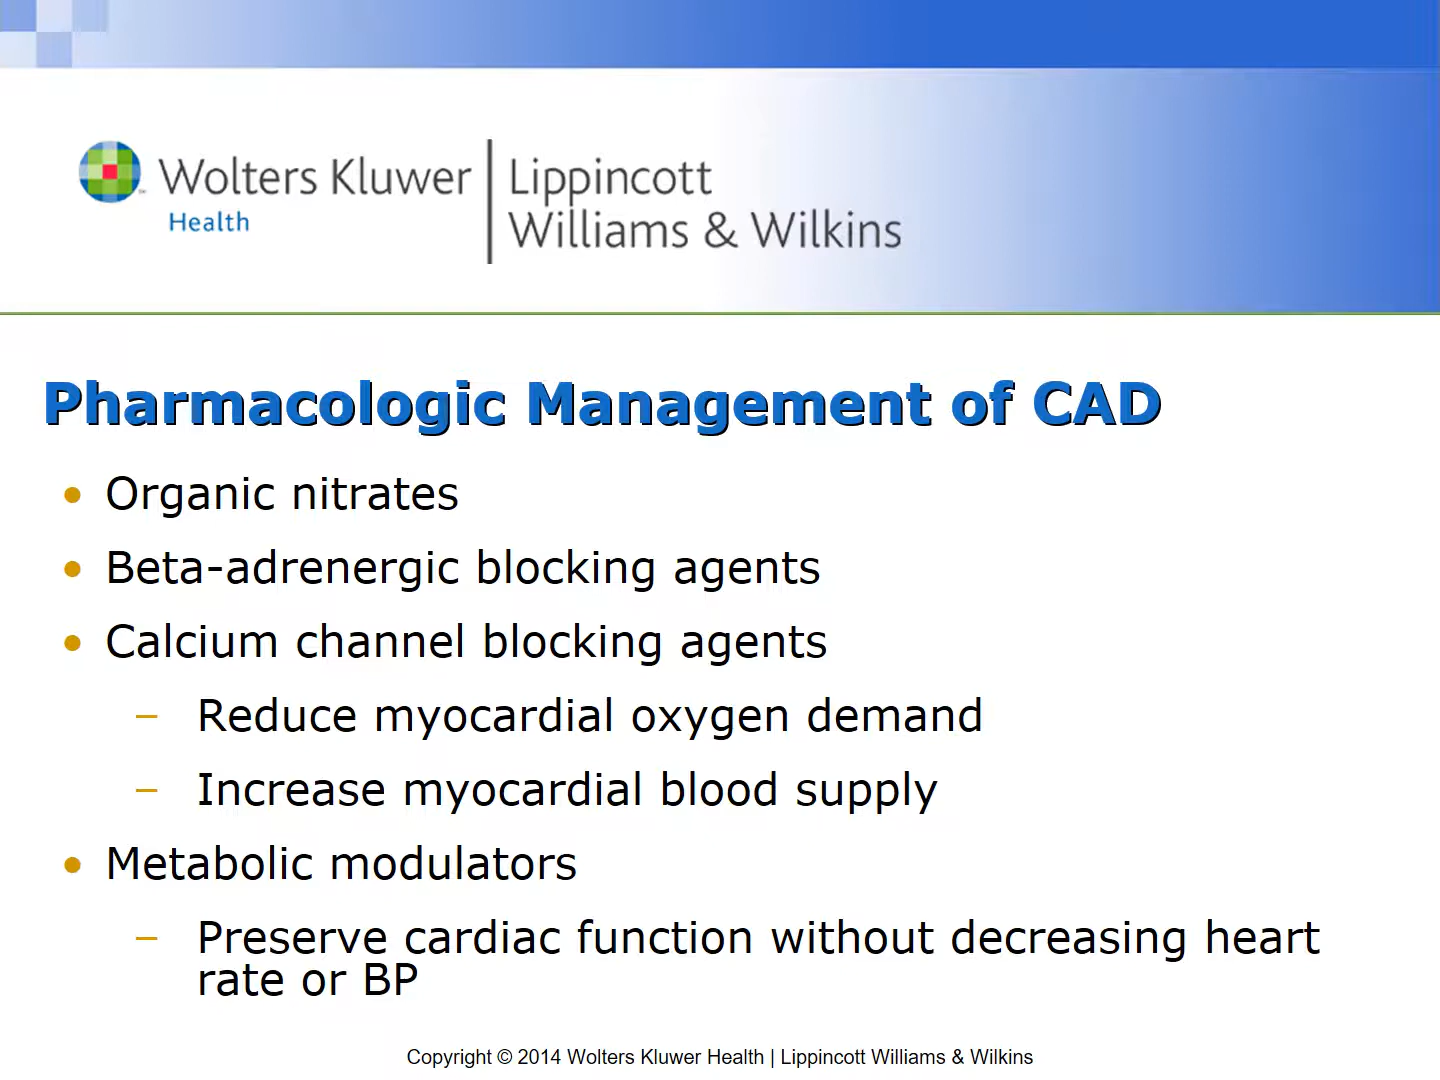 Wolters Kluwer
Health
Lippincott
Williams & Wilkins
Pharmacologic Management of CAD
• Organic nitrates
• Beta-adrenergic blocking agents
• Calcium channel blocking agents
– Reduce myocardial oxygen demand
– Increase myocardial blood supply
• Metabolic modulators
– Preserve cardiac function without decreasing heart
rate or BP
Copyright © 2014 Wolters Kluwer Health | Lippincott Williams & Wilkins